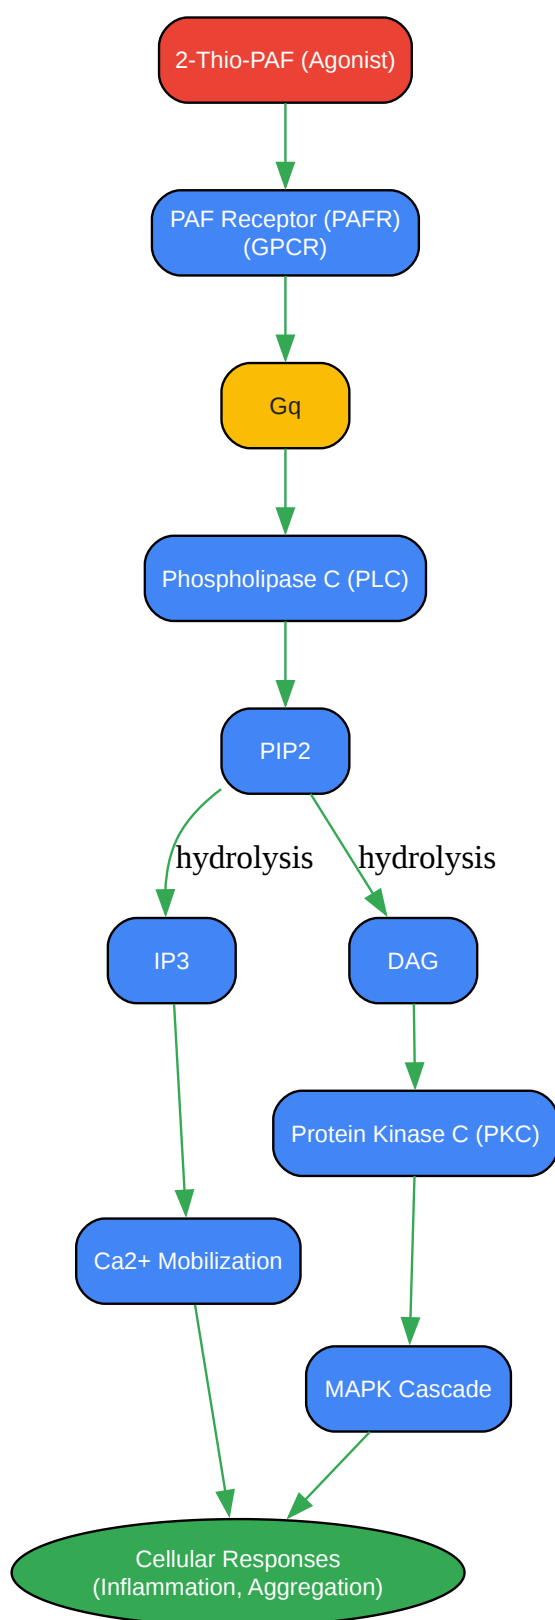 2-Thio-PAF (Agonist)
PAF Receptor (PAFR)
(GPCR)
Gq
Phospholipase C (PLC)
PIP2
hydrolysis
hydrolysis
IP3
DAG
Protein Kinase C (PKC)
Ca2+ Mobilization
MAPK Cascade
Cellular Responses
(Inflammation, Aggregation)